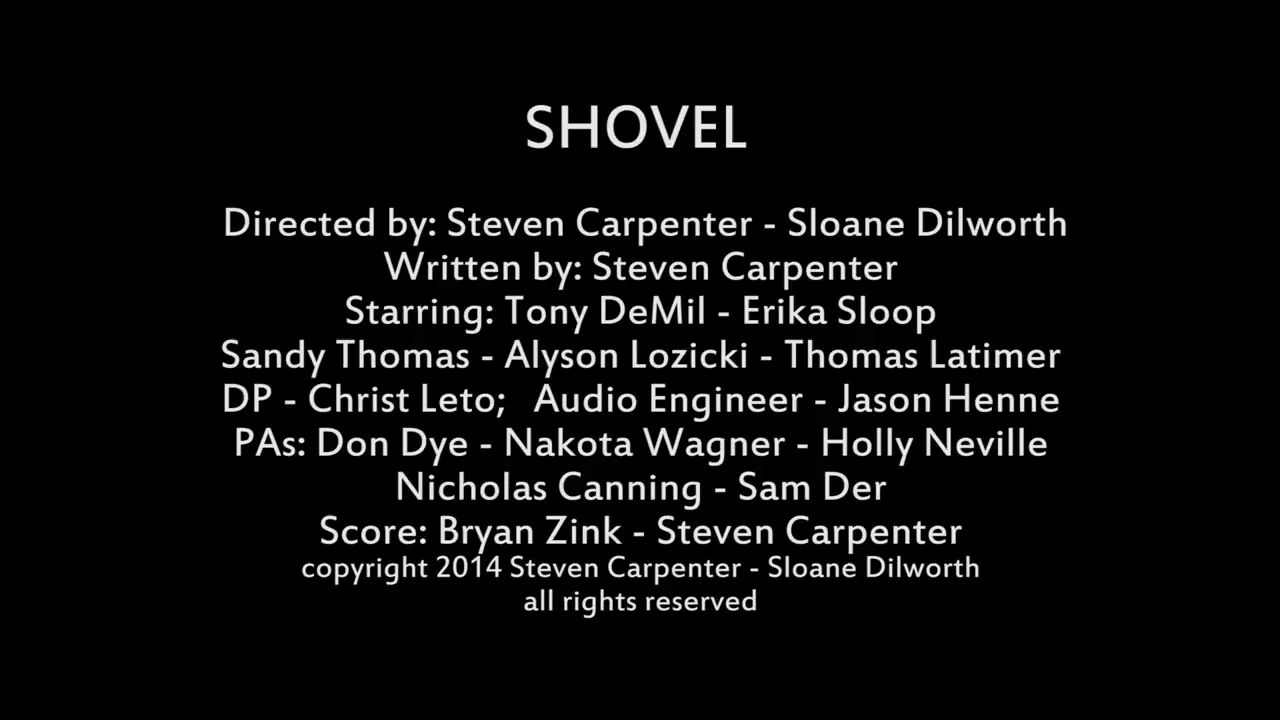 SHOVEL
Directed by: Steven Carpenter - Sloane Dilworth
Written by: Steven Carpenter
Starring: Tony DeMil - Erika Sloop
Sandy Thomas - Alyson Lozicki - Thomas Latimer
DP - Christ Leto;   Audio Engineer - Jason Henne
PAs: Don Dye - Nakota Wagner - Holly Neville
Nicholas Canning - Sam Der
Score: Bryan Zink - Steven Carpenter
copyright 2014 Steven Carpenter - Sloane Dilworth
all rights reserved